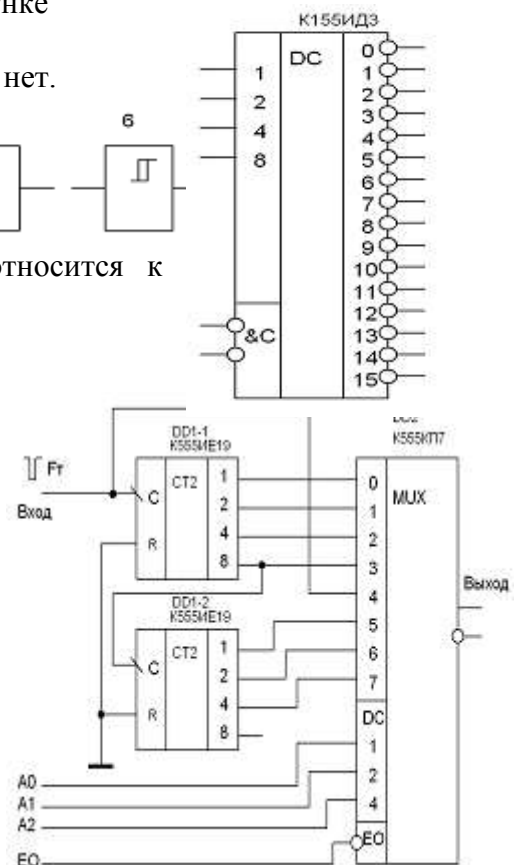 нке
К155ИД3
нет.
DC
1
2
4
8
&C
0
1
2
3
4
5
6
7
8
9
10
11
12
13
14
15
6
относится к
DD1-1
К555ИЕ19
Fт
Вход
C
R
CT2
1
2
4
8
DD1-2
К555ИЕ19
C
R
CT2
1
2
4
8
К555КП7
0
1
2
3
4
5
6
7
MUX
DC
1
2
4
EO
Выход
A0
A1
A2
EO